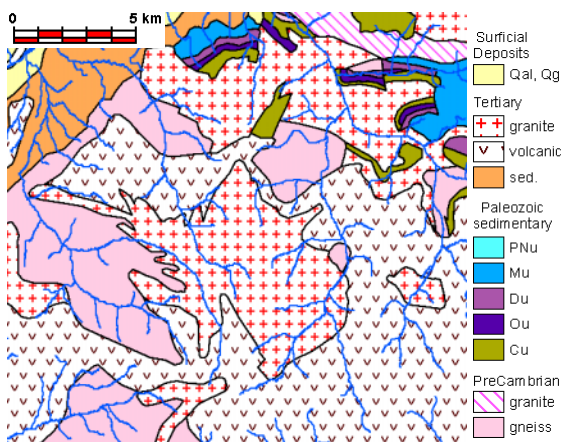 0 5 km
Surficial
Deposits
Qal, Qg
Tertiary
granite
volcanic
sed.
Paleozoic
sedimentary
PNu
Mu
Du
Ou
Cu
PreCambrian
granite
gneiss